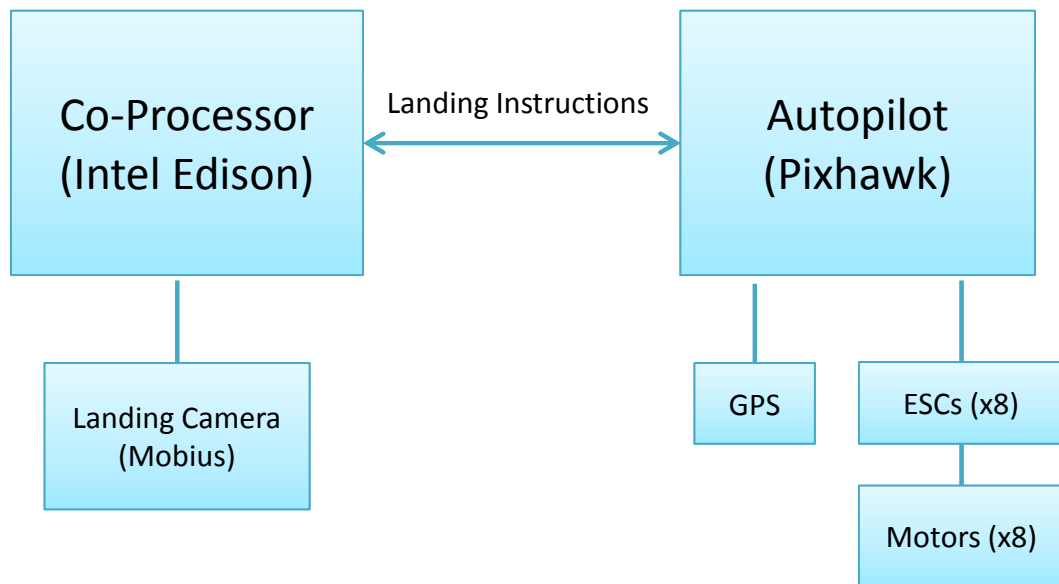 Co-Processor
(Intel Edison)
Landing Instructions
Autopilot
(Pixhawk)
Landing Camera
(Mobius)
GPS
ESCs (x8)
Motors (x8)